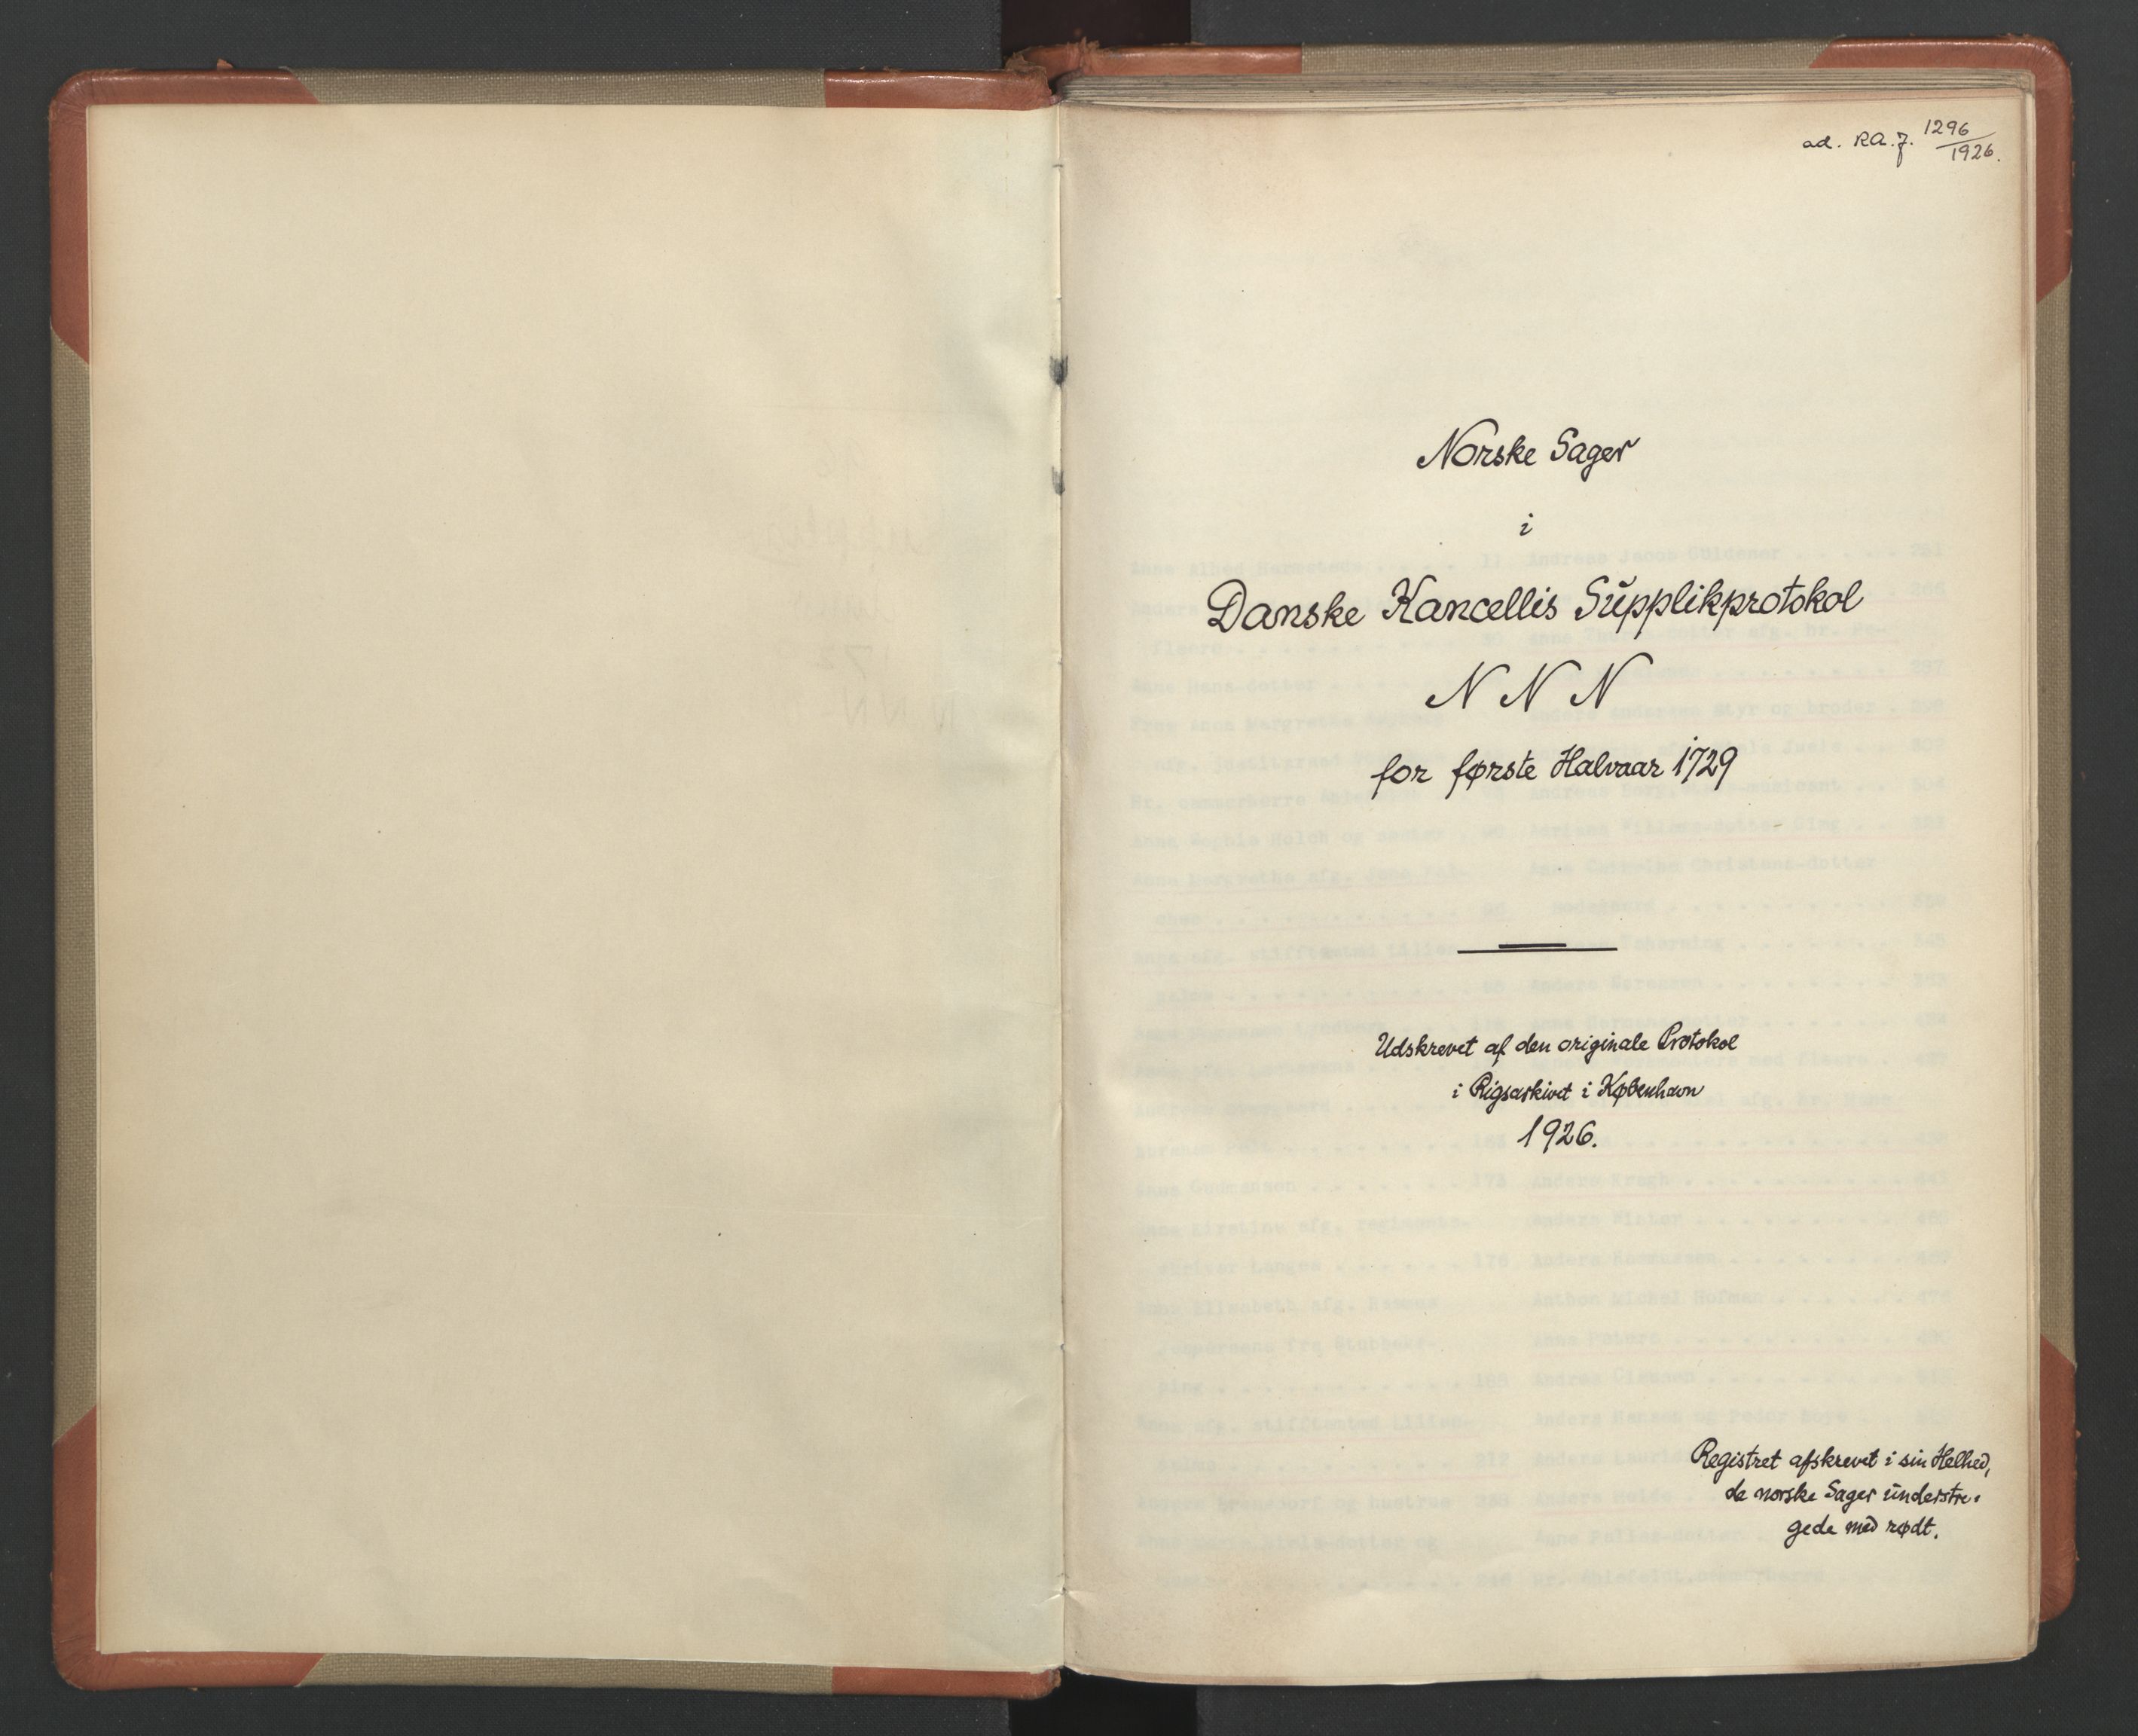 ad. RA. J. 1296/1926.
Norske Sager
i
Danske Kancellis Supplikprotokol
N N N
for første Halvaar 1729
Udskrevet af den originale Protokol
i Rigsarkivet i København
1926.
Registret afskrevet i sin Helhed,
de norske Sager understre-
gede med rødt.